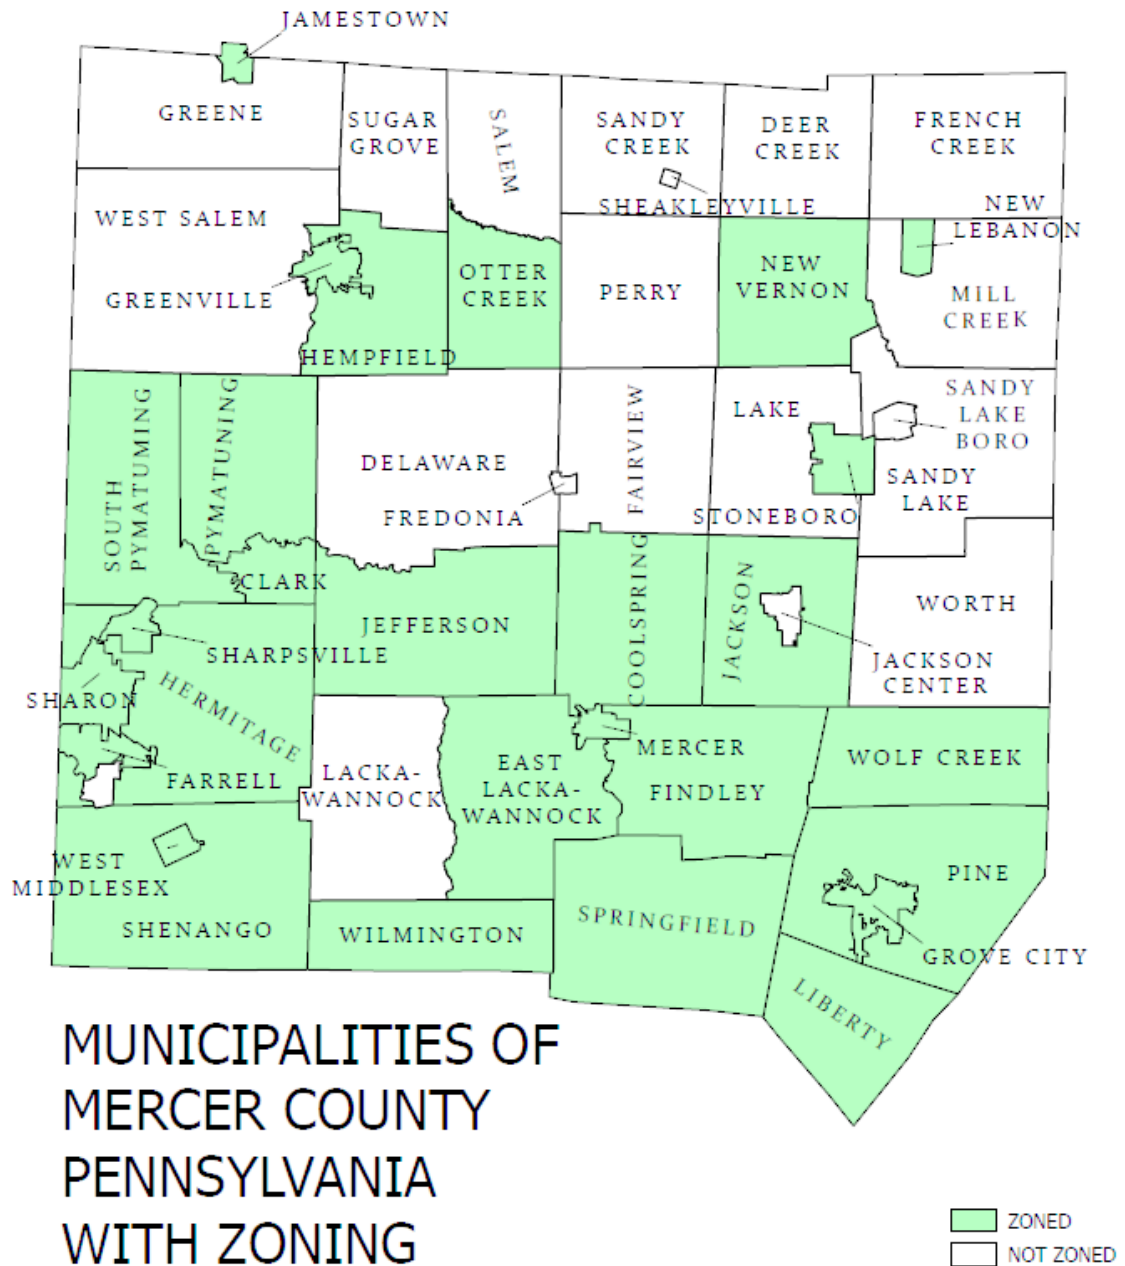 JAMESTOWN
GREENE
SUGAR
GROVE
SALEM
SANDY
CREEK
DEER
CREEK
FRENCH
CREEK
SHEAKLEYVILLE
NEW
LEBANON
WEST SALEM
GREENVILLE
HEMPFIELD
OTTER
CREEK
PERRY
NEW
VERNON
MILL
CREEK
SOUTH
PYMATUMING
PYMATUNING
DELAWARE
FREDONIA
FAIRVIEW
LAKE
STONEBORO
SANDY
LAKE
BORO
SANDY
LAKE
CLARK
JEFFERSON
COOLSPRING
JACKSON
WORTH
JACKSON
CENTER
SHARPSVILLE
SHARON
HERMITAGE
FARRELL
LACKA-
WANNOCK
EAST
LACKA-
WANNOCK
MERCER
FINDLEY
WOLF CREEK
WEST
MIDDLESEX
SHENANGO
WILMINGTON
SPRINGFIELD
PINE
GROVE CITY
LIBERTY
MUNICIPALITIES OF
MERCER COUNTY
PENNSYLVANIA
WITH ZONING
ZONED
NOT ZONED